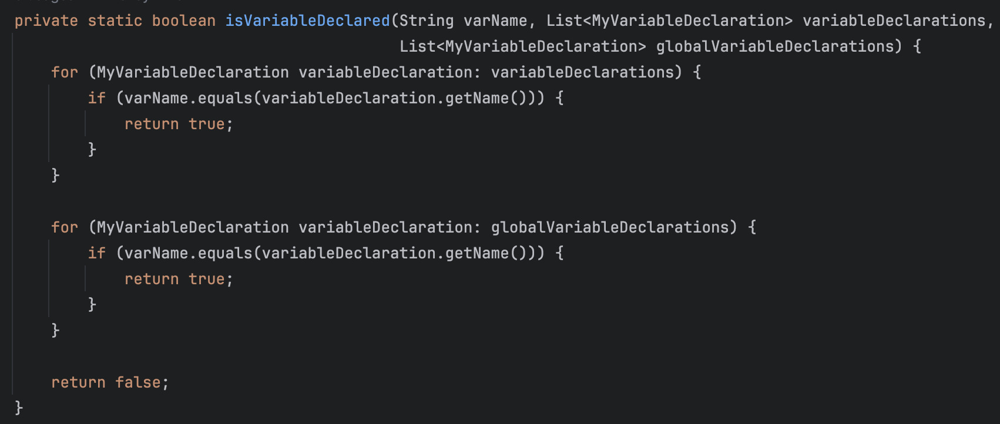 private static boolean isVariableDeclared(String varName, List<MyVariableDeclaration> variableDeclarations,
                                          List<MyVariableDeclaration> globalVariableDeclarations) {
    for (MyVariableDeclaration variableDeclaration: variableDeclarations) {
        if (varName.equals(variableDeclaration.getName())) {
            return true;
        }
    }

    for (MyVariableDeclaration variableDeclaration: globalVariableDeclarations) {
        if (varName.equals(variableDeclaration.getName())) {
            return true;
        }
    }

    return false;
}